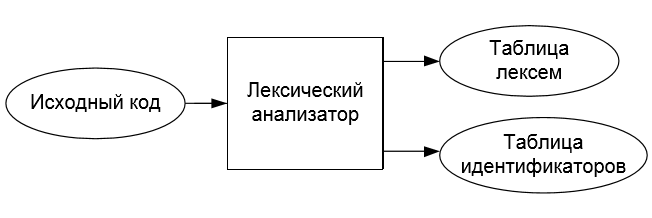 Исходный код
Лексический
анализатор
Таблица
лексем
Таблица
идентификаторов